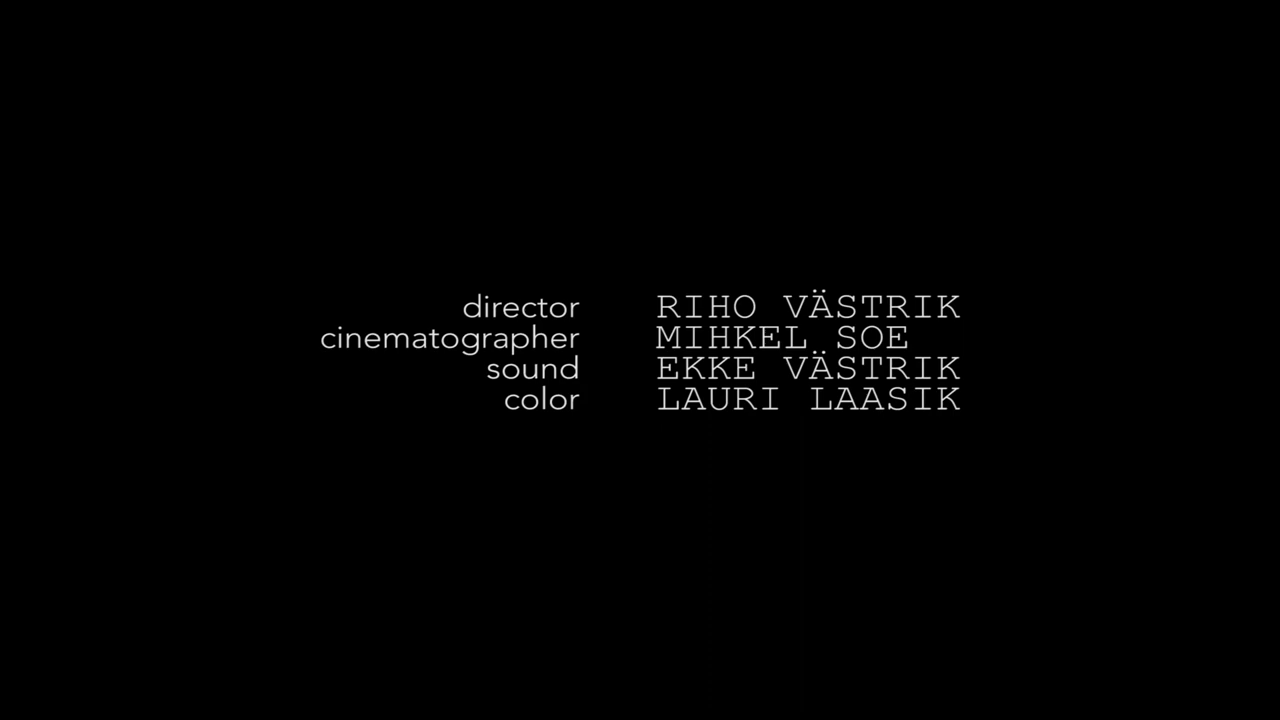 director RIHO VÄSTRIK
cinematographer MIHKEL SOE
sound EKKE VÄSTRIK
color LAURI LAASIK